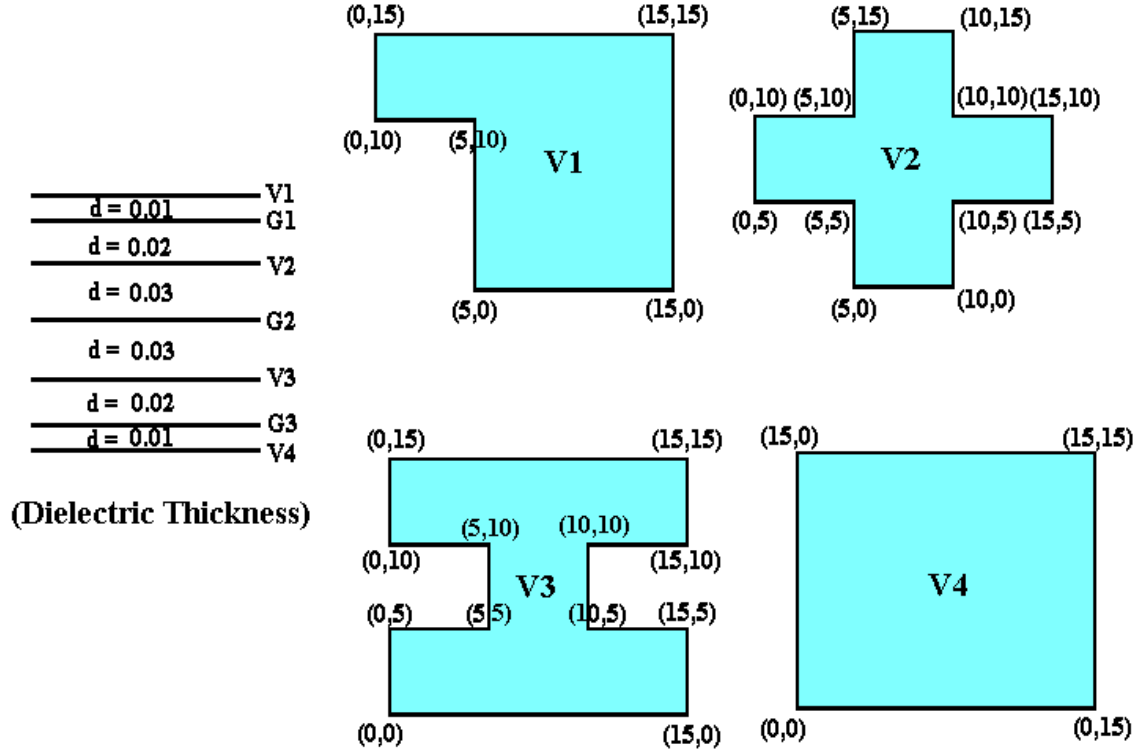 V1
d = 0.01
G1
d = 0.02
V2
d = 0.03
G2
d = 0.03
V3
d = 0.02
G3
d = 0.01
V4
(Dielectric Thickness)
(0,15) (15,15)
(0,10) (5,10)
V1
(5,0) (15,0)
(5,15) (10,15)
(0,10) (5,10) (10,10) (15,10)
V2
(0,5) (5,5) (10,5) (15,5)
(5,0) (10,0)
(0,15) (15,15)
(5,10) (10,10)
(0,10) (15,10)
V3
(0,5) (5,5) (10,5) (15,5)
(0,0) (15,0)
(15,0) (15,15)
V4
(0,0) (0,15)